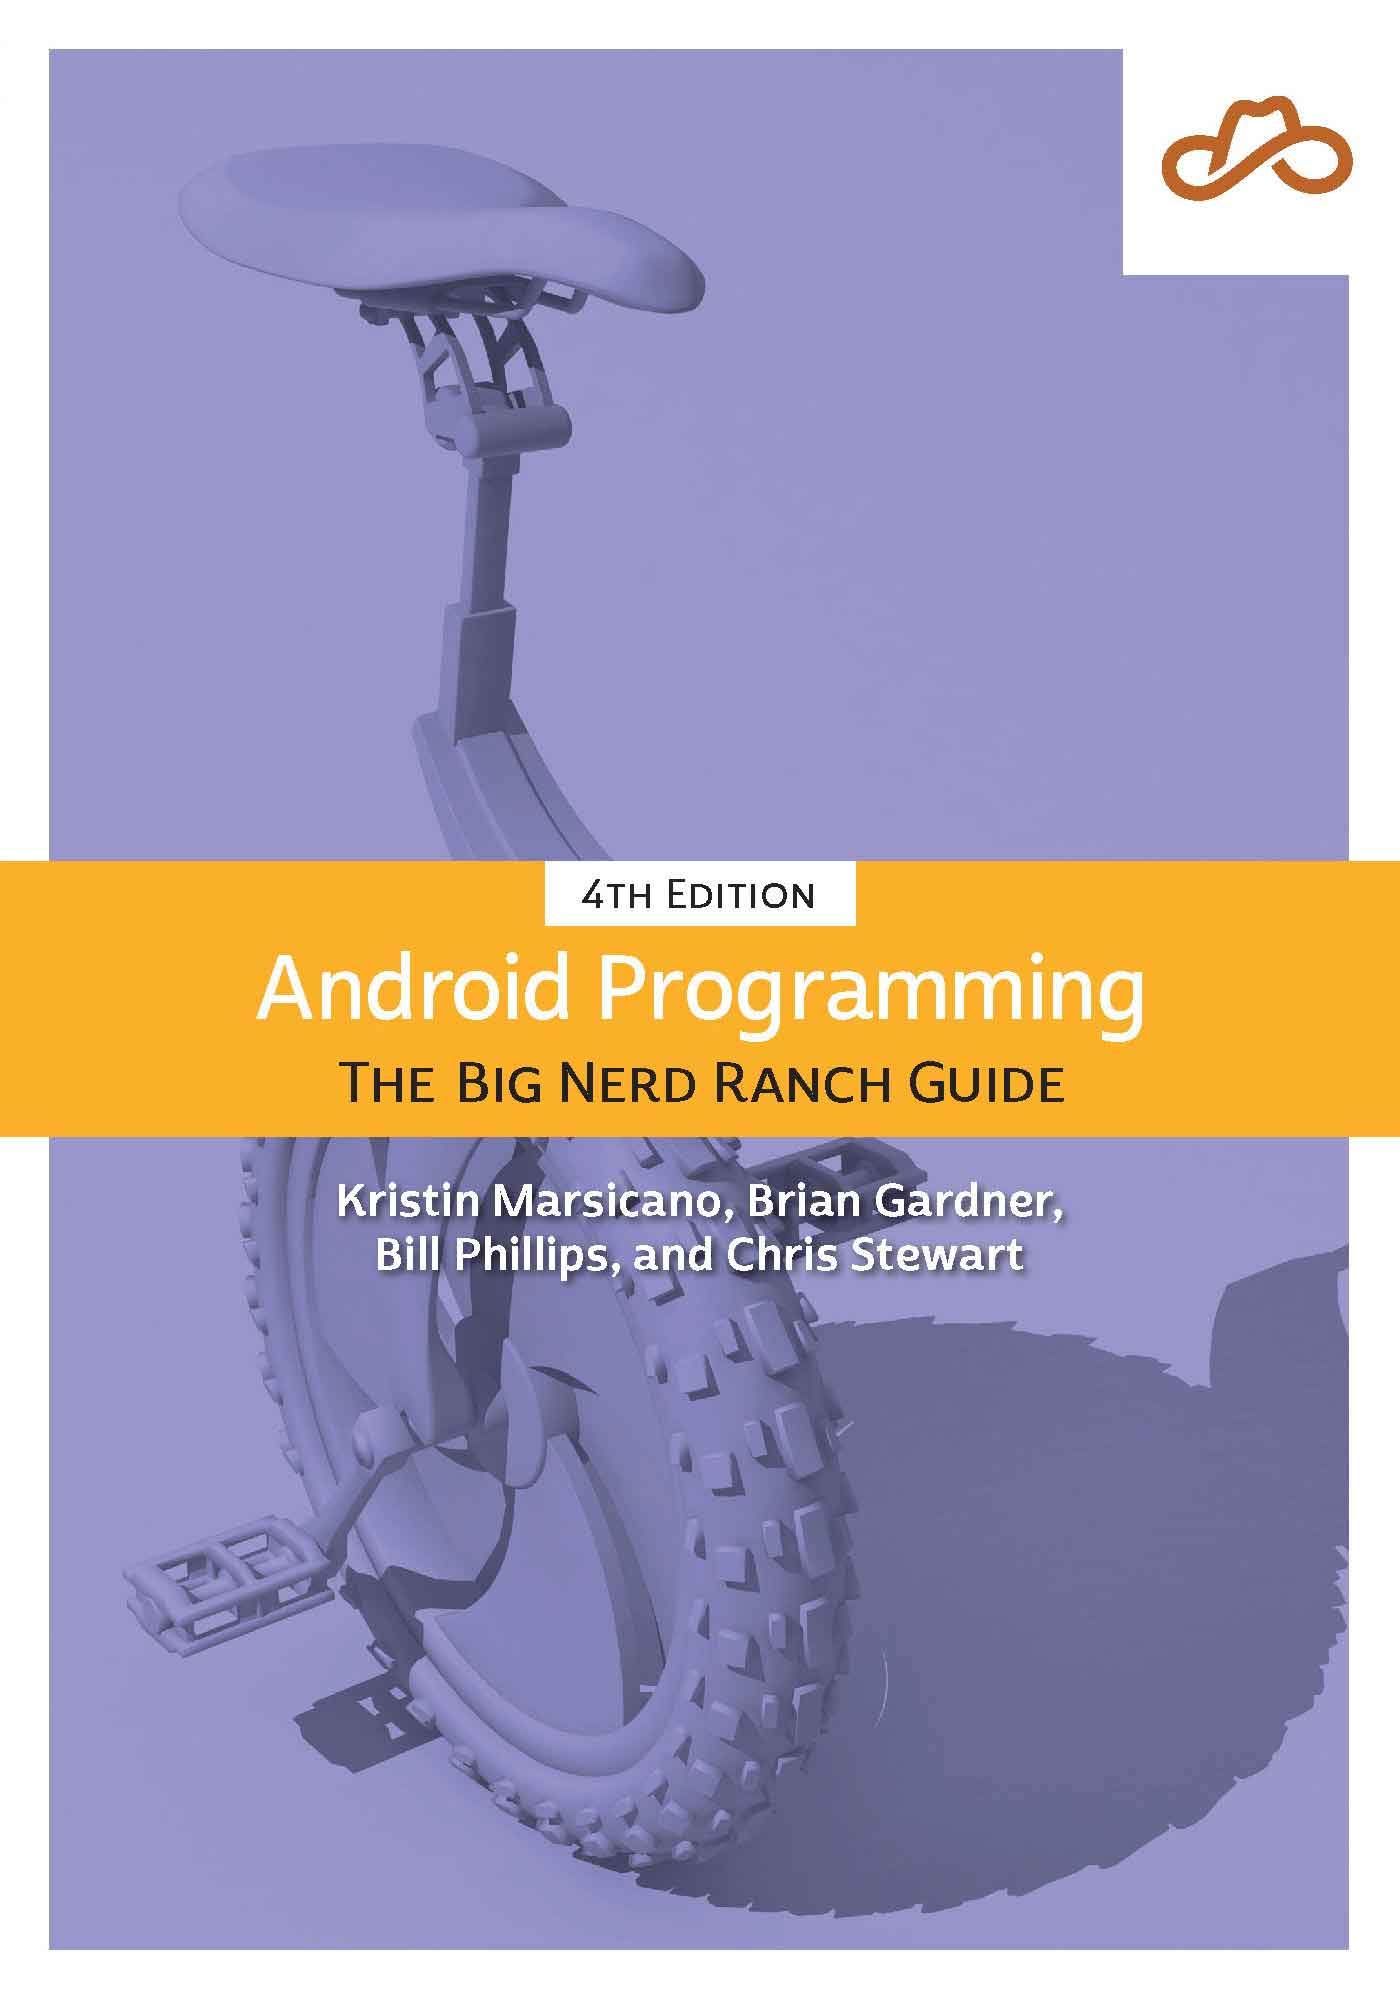 4TH EDITION
Android Programming
THE BIG NERD RANCH GUIDE
Kristin Marsicano, Brian Gardner,
Bill Phillips, and Chris Stewart